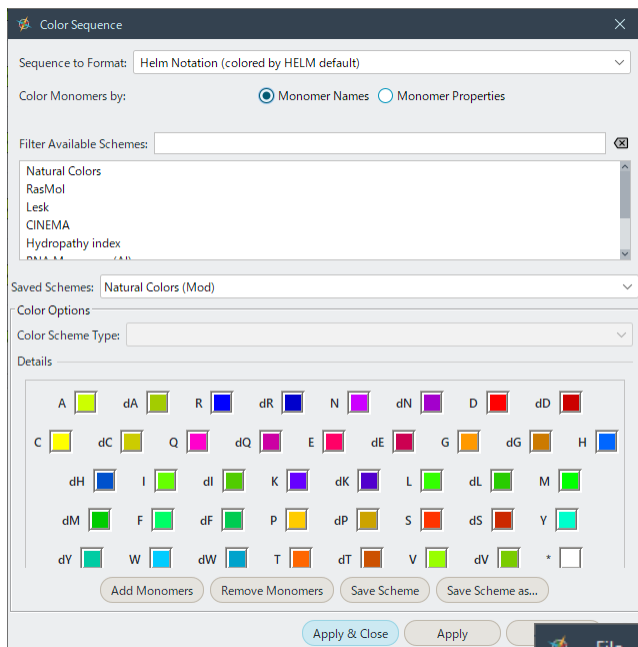 Color Sequence
Sequence to Format: Helm Notation (colored by HELM default)
Color Monomers by: Monomer Names Monomer Properties
Filter Available Schemes:
Natural Colors
RasMol
Lesk
CINEMA
Hydropathy index
Saved Schemes: Natural Colors (Mod)
Color Options
Color Scheme Type:
Details
A dA R dR N dN D dD
C dC Q dQ E dE G dG H
dH I dI K dK L dL M
dM F dF P dP S dS Y
dY W dW T dT V dV *
Add Monomers Remove Monomers Save Scheme Save Scheme as...
Apply & Close Apply
File